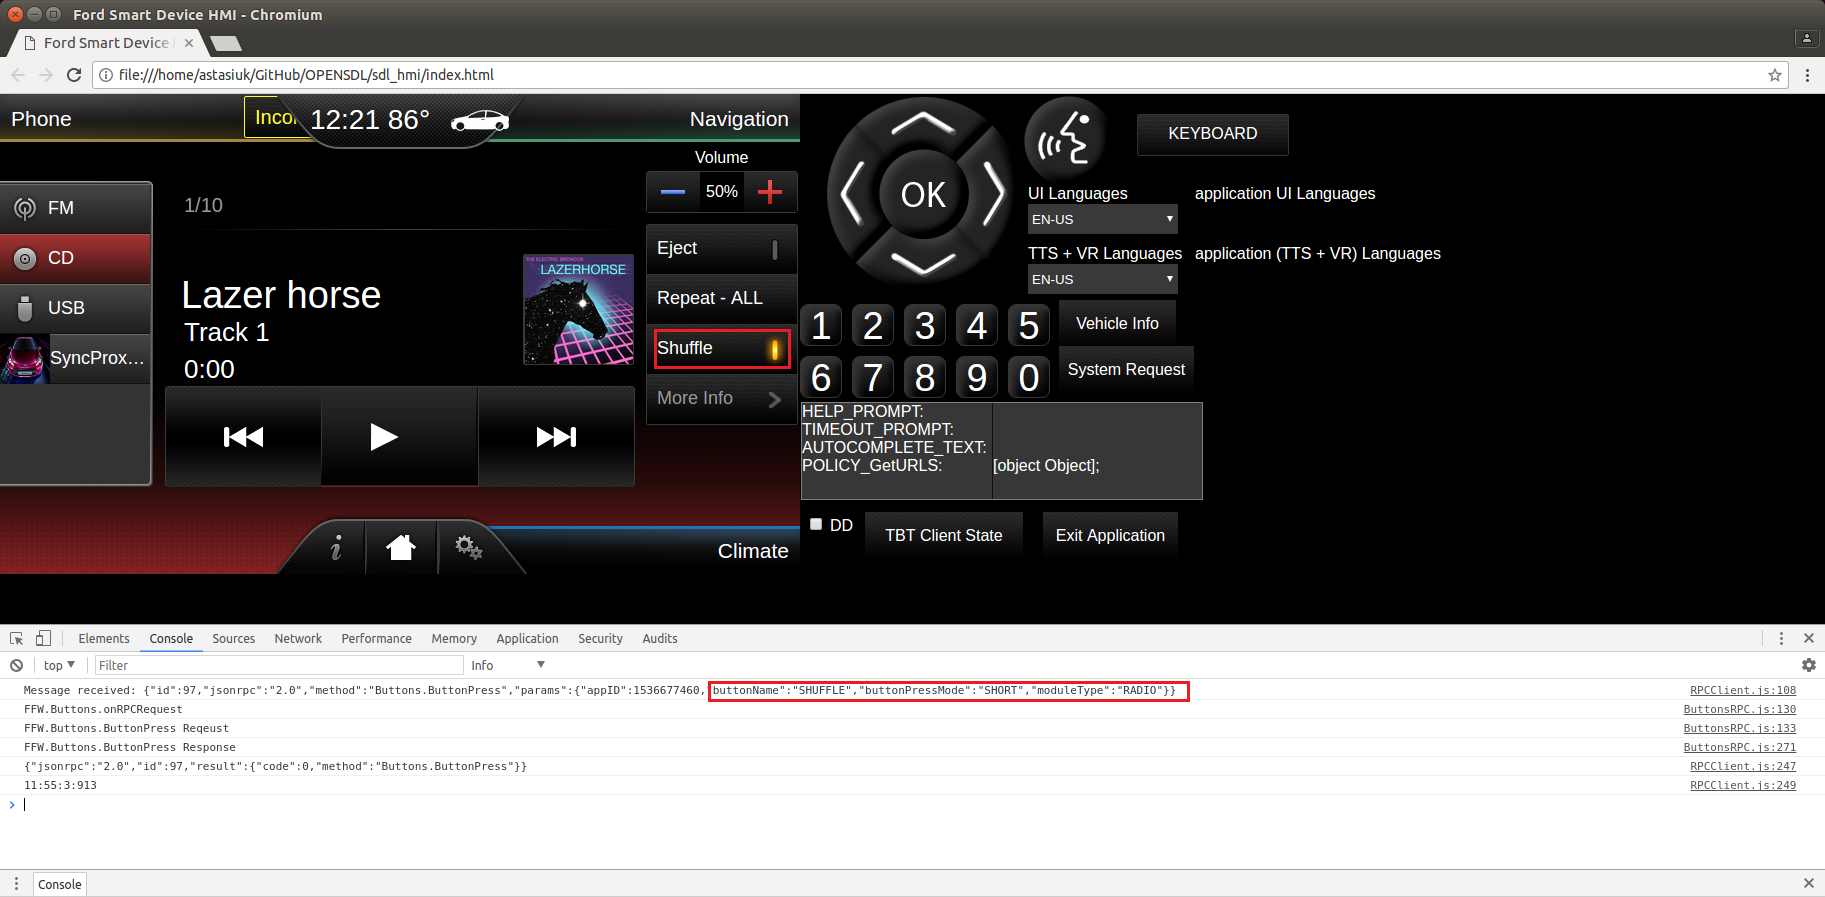 Ford Smart Device HMI - Chromium
Ford Smart Device
file:///home/astasiuk/GitHub/OPENSDL/sdl_hmi/index.html
Phone
Incor
12:21 86°
Navigation
Volume
50%
FM
CD
USB
SyncProx...
1/10
Lazer horse
Track 1
0:00
THE ELECTRIC BRONCOS
LAZERHORSE
Eject
Repeat - ALL
Shuffle
More Info
i
Climate
OK
KEYBOARD
UI Languages
application UI Languages
EN-US
TTS + VR Languages
application (TTS + VR) Languages
EN-US
1 2 3 4 5
Vehicle Info
6 7 8 9 0
System Request
HELP_PROMPT:
TIMEOUT_PROMPT:
AUTOCOMPLETE_TEXT:
POLICY_GetURLS: [object Object];
DD
TBT Client State
Exit Application
Elements Console Sources Network Performance Memory Application Security Audits
top Filter Info
Message received: {"id":97,"jsonrpc":"2.0","method":"Buttons.ButtonPress","params":{"appID":1536677460, buttonName":"SHUFFLE","buttonPressMode":"SHORT","moduleType":"RADIO"}} RPCClient.js:108
FFW.Buttons.onRPCRequest ButtonsRPC.js:130
FFW.Buttons.ButtonPress Reqeust ButtonsRPC.js:133
FFW.Buttons.ButtonPress Response ButtonsRPC.js:271
{"jsonrpc":"2.0","id":97,"result":{"code":0,"method":"Buttons.ButtonPress"}} RPCClient.js:247
11:55:3:913 RPCClient.js:249
Console